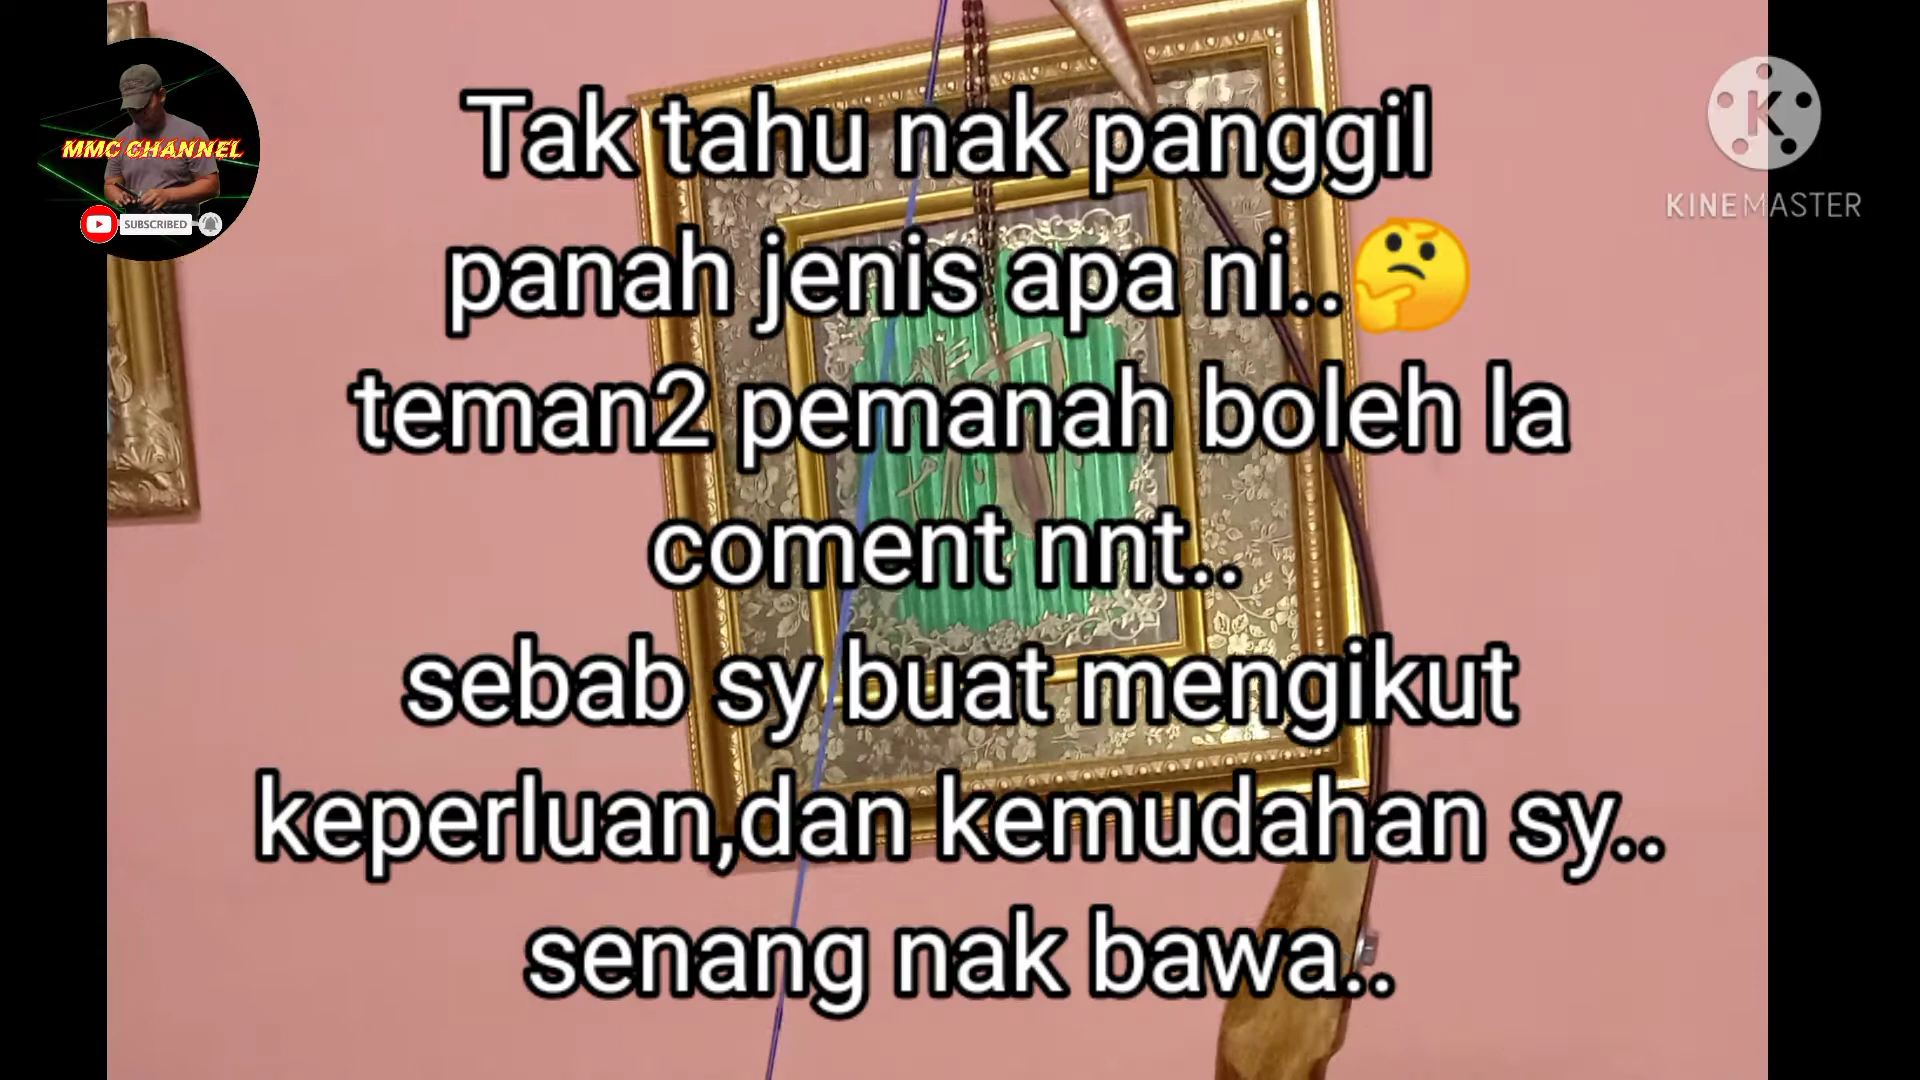 MMC CHANNEL
SUBSCRIBED
K
KINEMASTER
Tak tahu nak panggil
panah jenis apa ni..🤔
teman2 pemanah boleh la
coment nnt..
sebab sy buat mengikut
keperluan,dan kemudahan sy..
senang nak bawa..